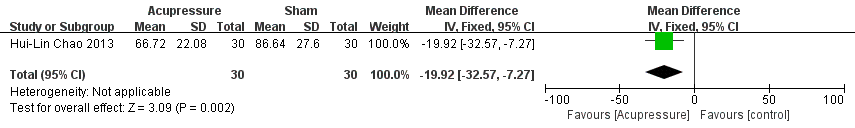 Acupressure Sham Mean Difference Mean Difference
Study or Subgroup Mean SD Total Mean SD Total Weight IV, Fixed, 95% CI IV, Fixed, 95% CI
Hui-Lin Chao 2013 66.72 22.08 30 86.64 27.6 30 100.0% -19.92 [-32.57, -7.27]
Total (95% CI) 30 30 100.0% -19.92 [-32.57, -7.27]
Heterogeneity: Not applicable
Test for overall effect: Z = 3.09 (P = 0.002)
-100 -50 0 50 100
Favours [Acupressure] Favours [control]